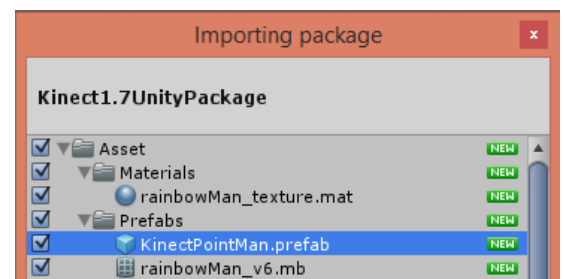 Importing package
x
Kinect1.7UnityPackage
Asset NEW
Materials NEW
rainbowMan_texture.mat NEW
Prefabs NEW
KinectPointMan.prefab NEW
rainbowMan_v6.mb NEW